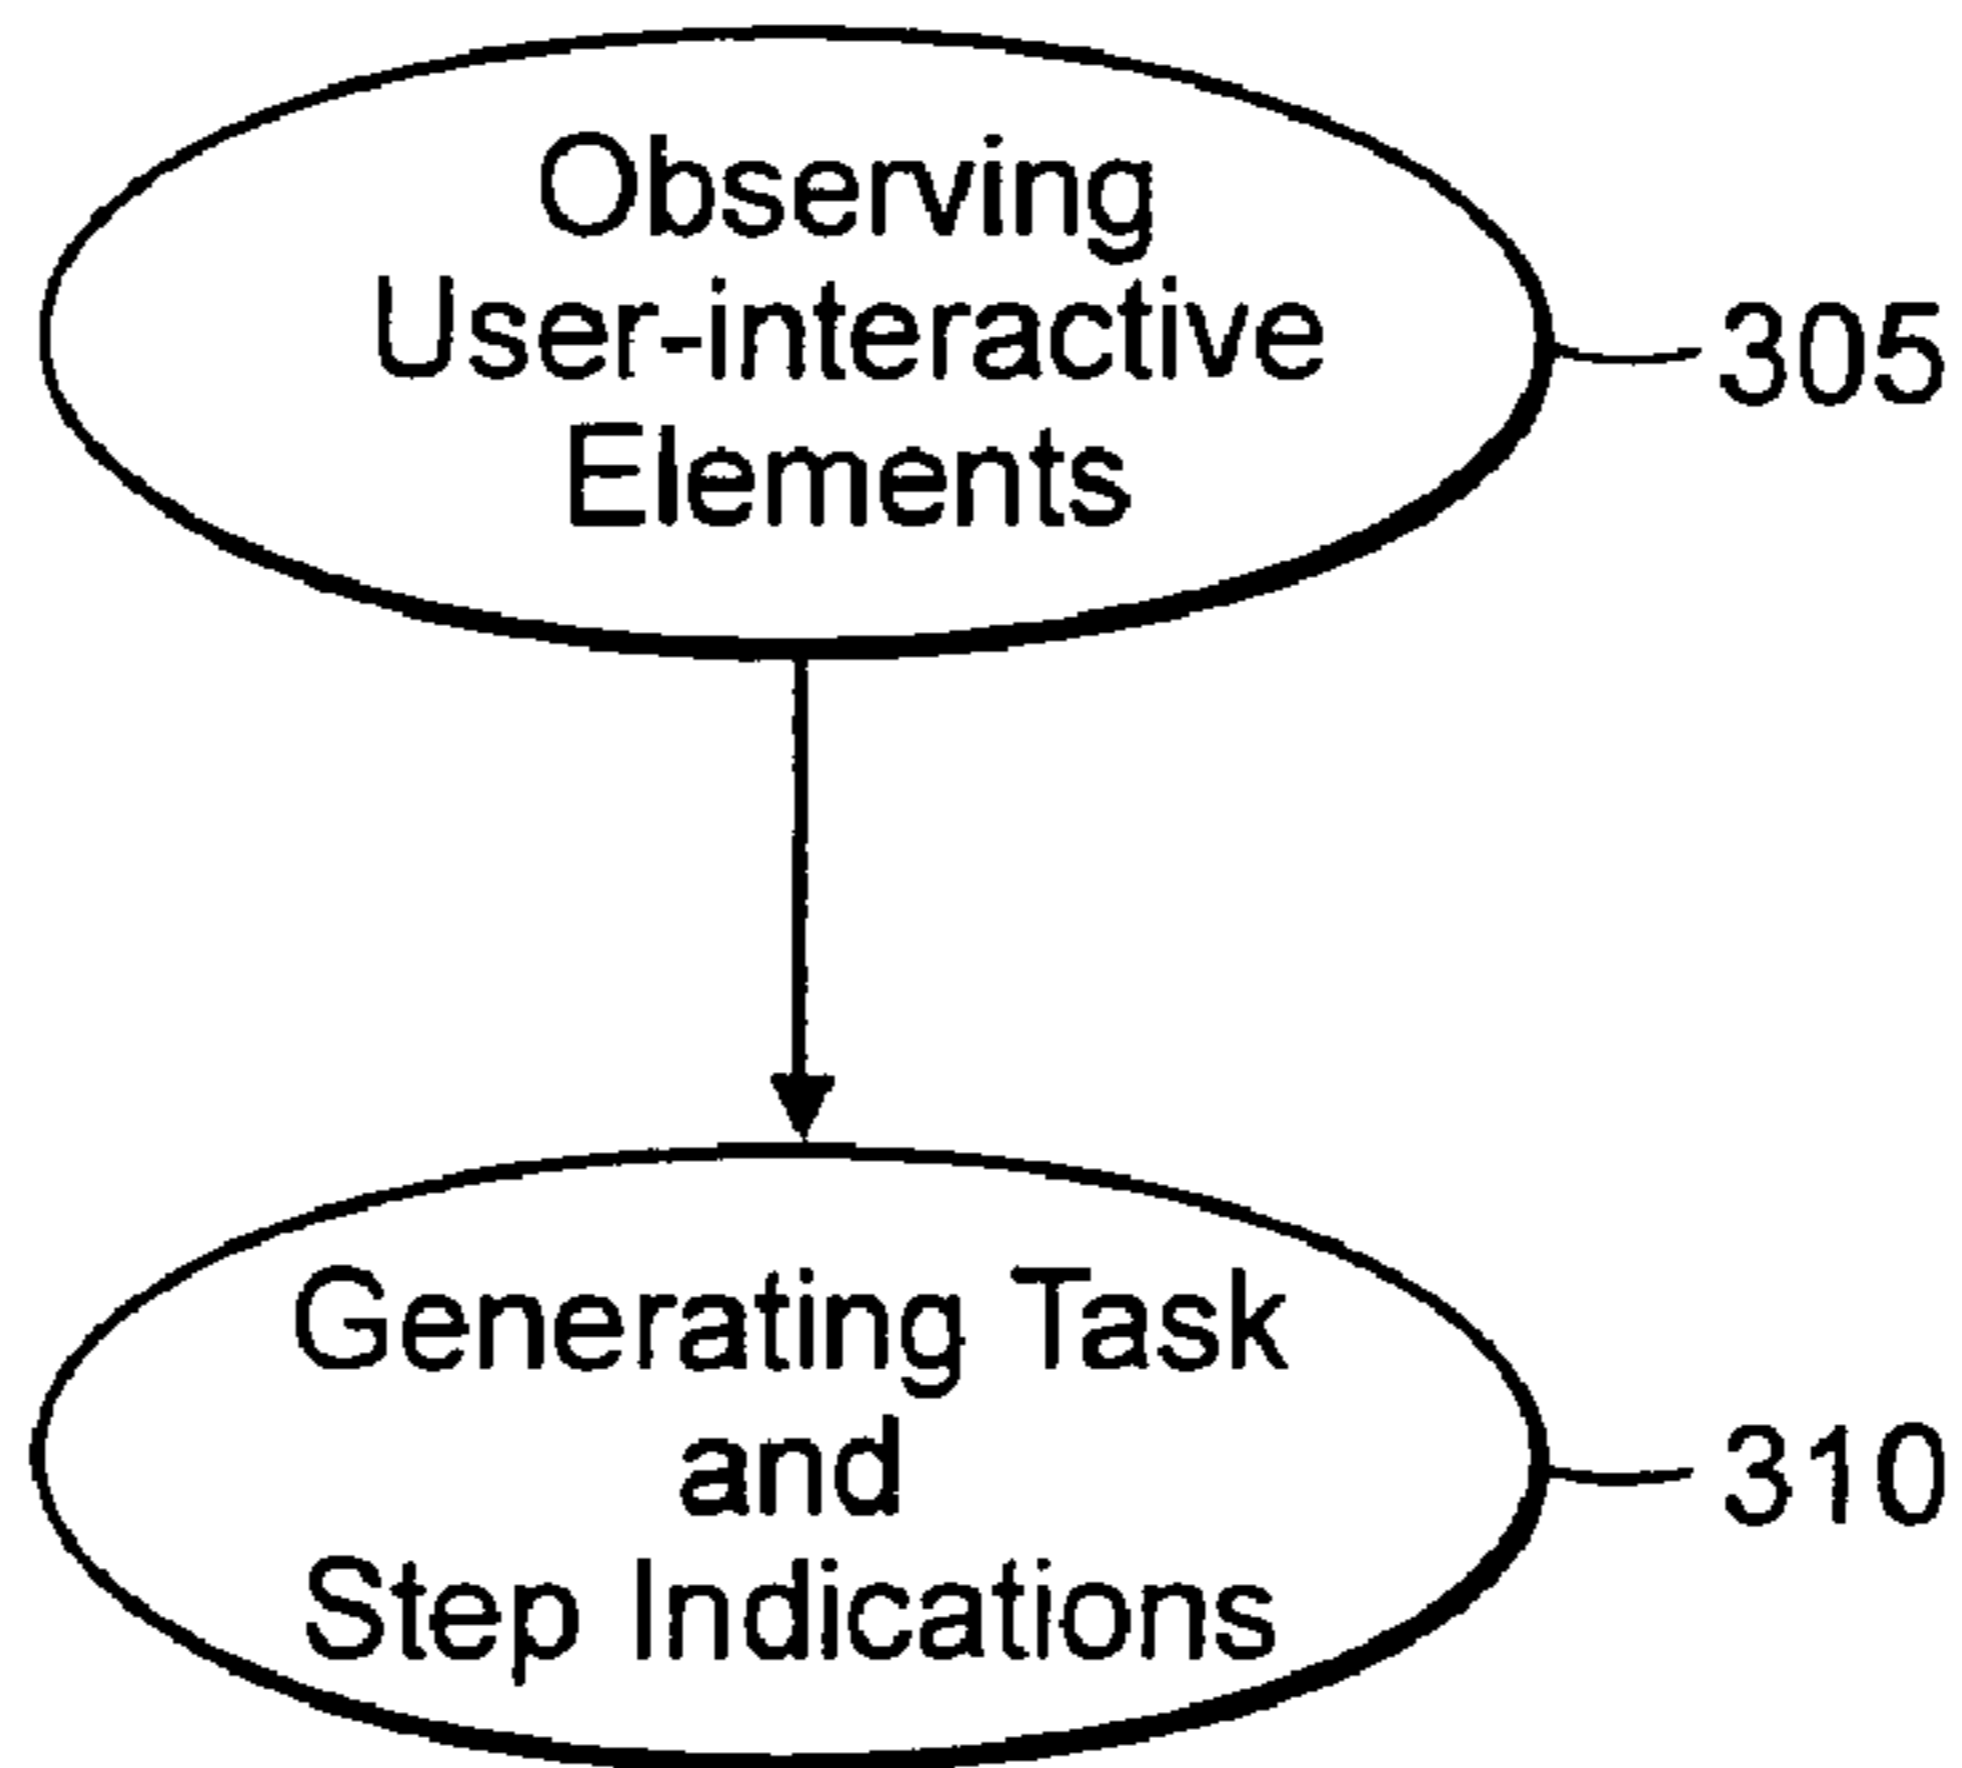 Observing
User-interactive
Elements
305
Generating Task
and
Step Indications
310